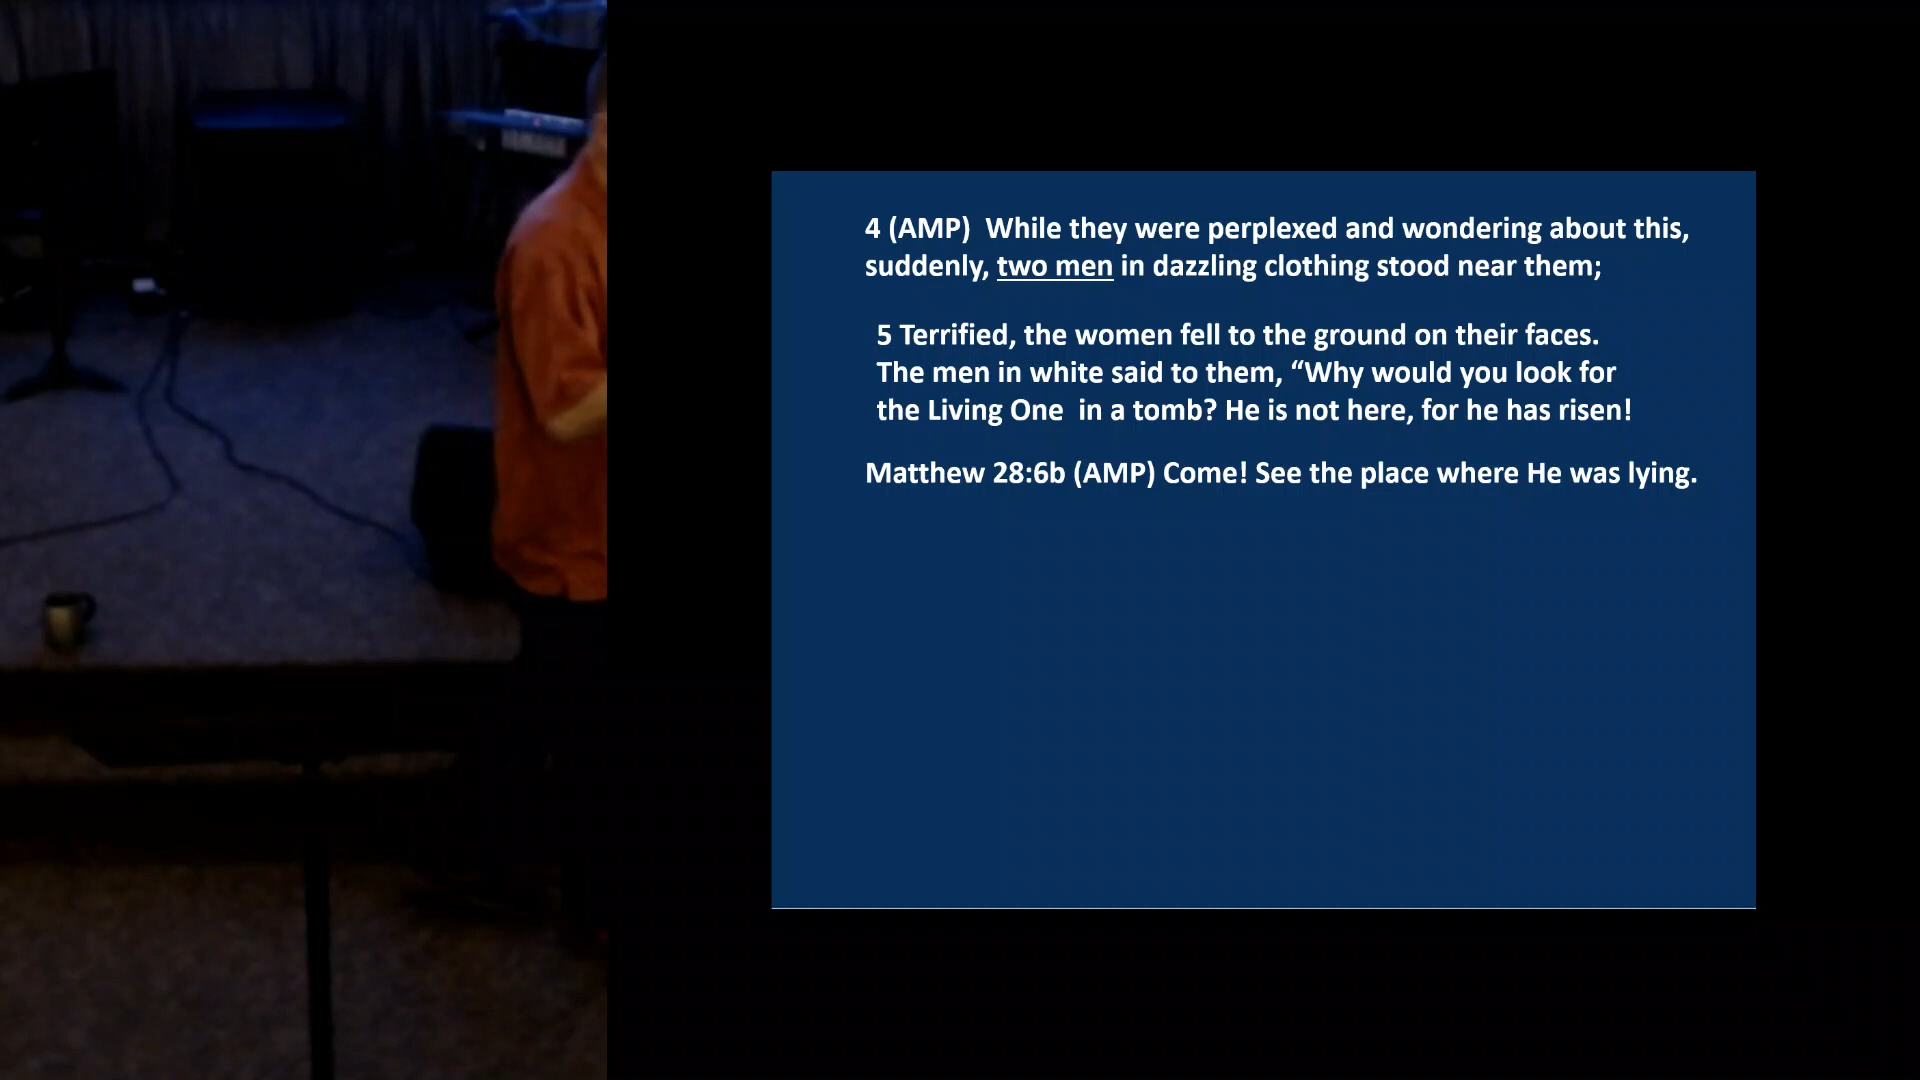 4 (AMP)  While they were perplexed and wondering about this,
suddenly, two men in dazzling clothing stood near them;
5 Terrified, the women fell to the ground on their faces.
The men in white said to them, “Why would you look for
the Living One  in a tomb? He is not here, for he has risen!
Matthew 28:6b (AMP) Come! See the place where He was lying.